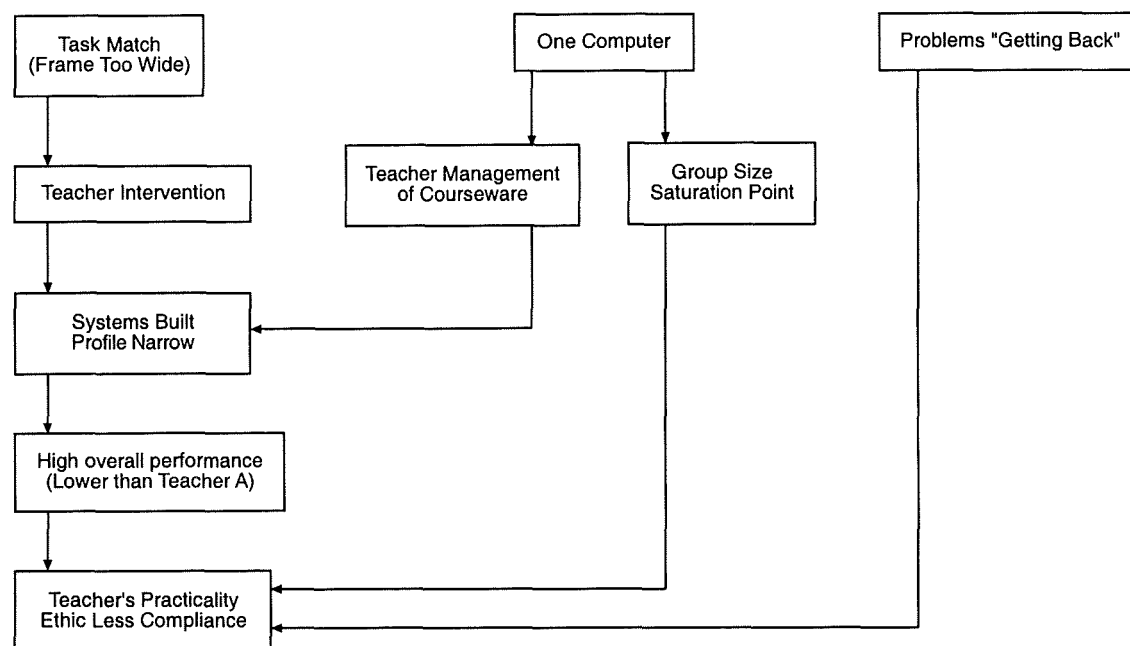 Task Match
(Frame Too Wide)
One Computer
Problems "Getting Back"
Teacher Intervention
Teacher Management
of Courseware
Group Size
Saturation Point
Systems Built
Profile Narrow
High overall performance
(Lower than Teacher A)
Teacher's Practicality
Ethic Less Compliance